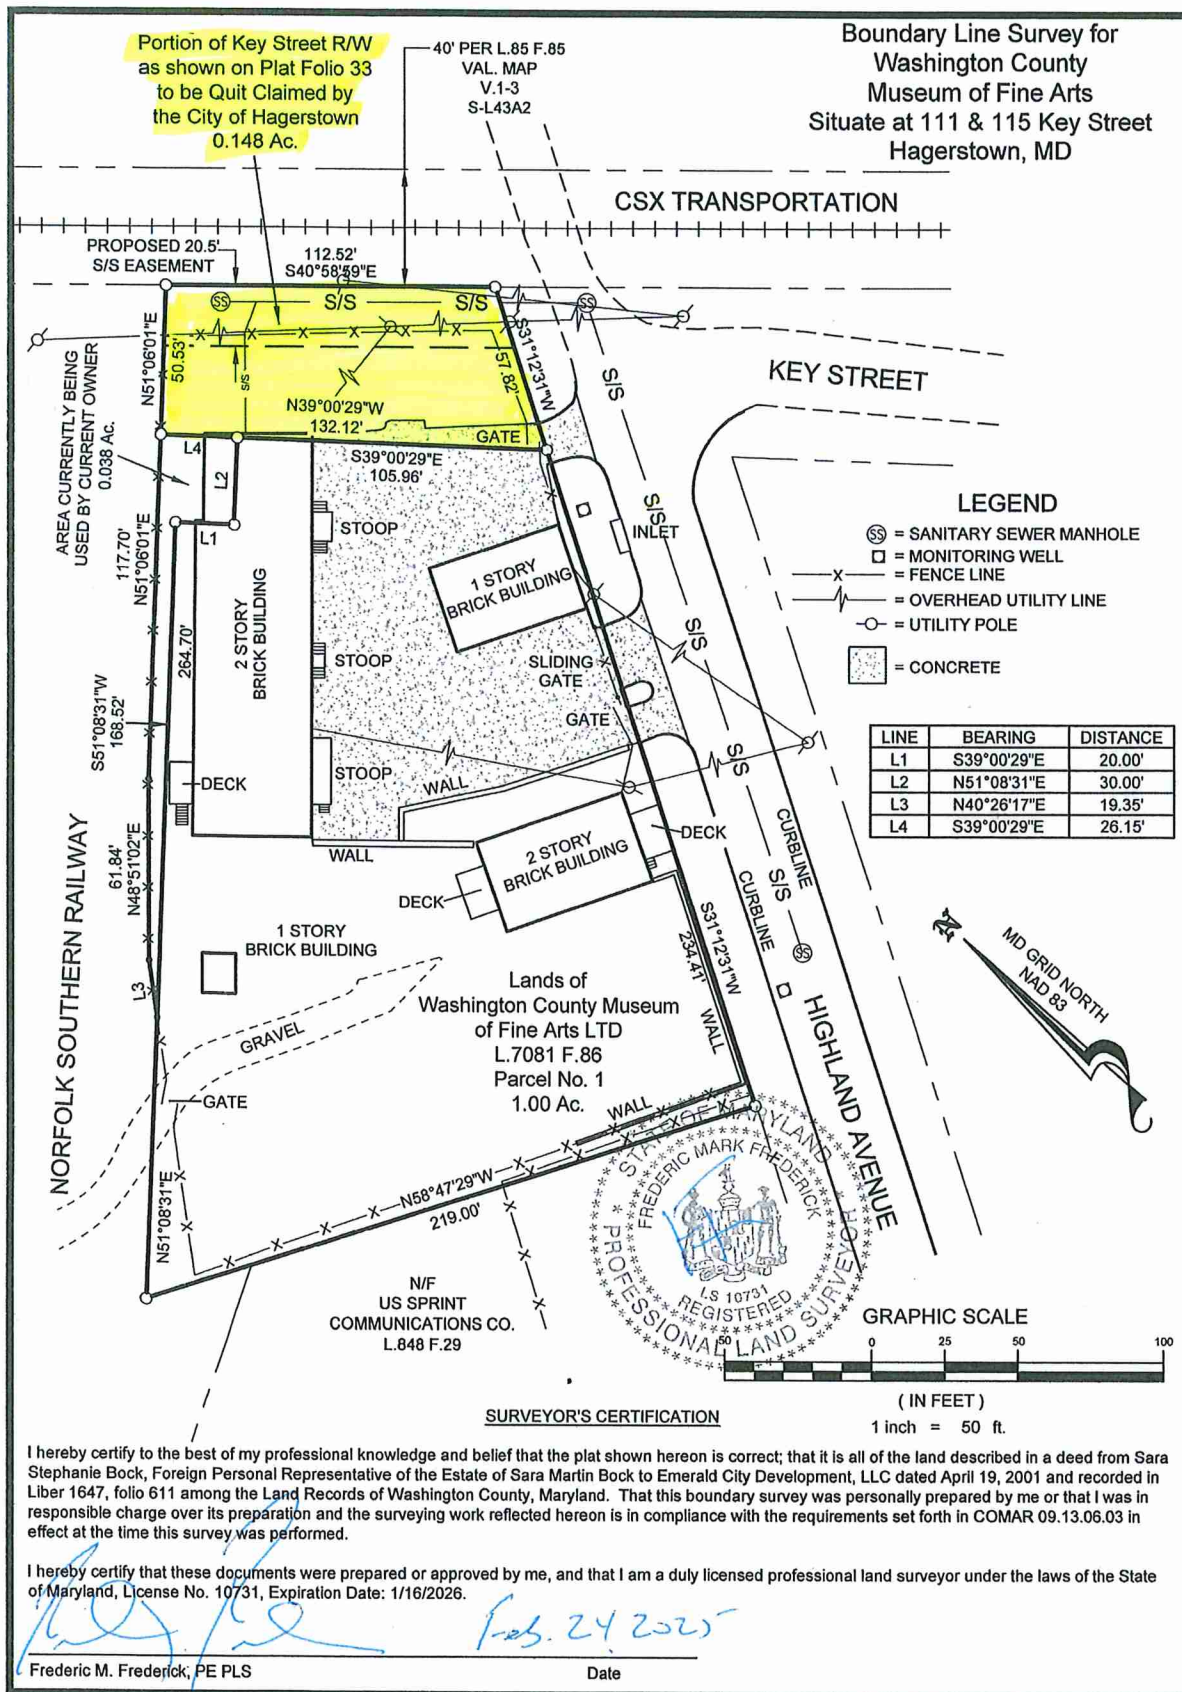 Portion of Key Street R/W
as shown on Plat Folio 33
to be Quit Claimed by
the City of Hagerstown
0.148 Ac.
40' PER L.85 F.85
VAL. MAP
V.1-3
S-L43A2
Boundary Line Survey for
Washington County
Museum of Fine Arts
Situate at 111 & 115 Key Street
Hagerstown, MD
CSX TRANSPORTATION
PROPOSED 20.5'
S/S EASEMENT
112.52'
S40°58'59"E
SS
S/S
S/S
SS
N51°06'01"E
50.53'
S/S
S31°12'31"W
57.82'
S/S
KEY STREET
N39°00'29"W
132.12'
GATE
AREA CURRENTLY BEING
USED BY CURRENT OWNER
0.038 Ac.
L4
L2
L1
S39°00'29"E
105.96'
117.70'
N51°06'01"E
STOOP
1 STORY
BRICK BUILDING
INLET
S/S
S/S
LEGEND
SS = SANITARY SEWER MANHOLE
= MONITORING WELL
X = FENCE LINE
= OVERHEAD UTILITY LINE
= UTILITY POLE
= CONCRETE
264.70'
2 STORY
BRICK BUILDING
STOOP
SLIDING
GATE
GATE
S51°08'31"W
168.52'
DECK
STOOP
WALL
S/S
LINE BEARING DISTANCE
L1 S39°00'29"E 20.00'
L2 N51°08'31"E 30.00'
L3 N40°26'17"E 19.35'
L4 S39°00'29"E 26.15'
WALL
2 STORY
BRICK BUILDING
DECK
DECK
CURBLINE
S/S
CURBLINE
SS
61.84'
N48°51'02"E
NORFOLK SOUTHERN RAILWAY
1 STORY
BRICK BUILDING
S31°12'31"W
234.41'
WALL
L3
GRAVEL
Lands of
Washington County Museum
of Fine Arts LTD
L.7081 F.86
Parcel No. 1
1.00 Ac.
N
MD GRID NORTH
NAD 83
HIGHLAND AVENUE
GATE
WALL
N51°08'31"E
N58°47'29"W
219.00'
STATE OF MARYLAND
FREDERIC MARK FREDERICK
LS 10731
REGISTERED
PROFESSIONAL LAND SURVEYOR
N/F
US SPRINT
COMMUNICATIONS CO.
L.848 F.29
GRAPHIC SCALE
50 0 25 50 100
( IN FEET )
1 inch = 50 ft.
SURVEYOR'S CERTIFICATION
I hereby certify to the best of my professional knowledge and belief that the plat shown hereon is correct; that it is all of the land described in a deed from Sara
Stephanie Bock, Foreign Personal Representative of the Estate of Sara Martin Bock to Emerald City Development, LLC dated April 19, 2001 and recorded in
Liber 1647, folio 611 among the Land Records of Washington County, Maryland. That this boundary survey was personally prepared by me or that I was in
responsible charge over its preparation and the surveying work reflected hereon is in compliance with the requirements set forth in COMAR 09.13.06.03 in
effect at the time this survey was performed.
I hereby certify that these documents were prepared or approved by me, and that I am a duly licensed professional land surveyor under the laws of the State
of Maryland, License No. 10731, Expiration Date: 1/16/2026.
Feb. 24 2025
Frederic M. Frederick, PE PLS Date